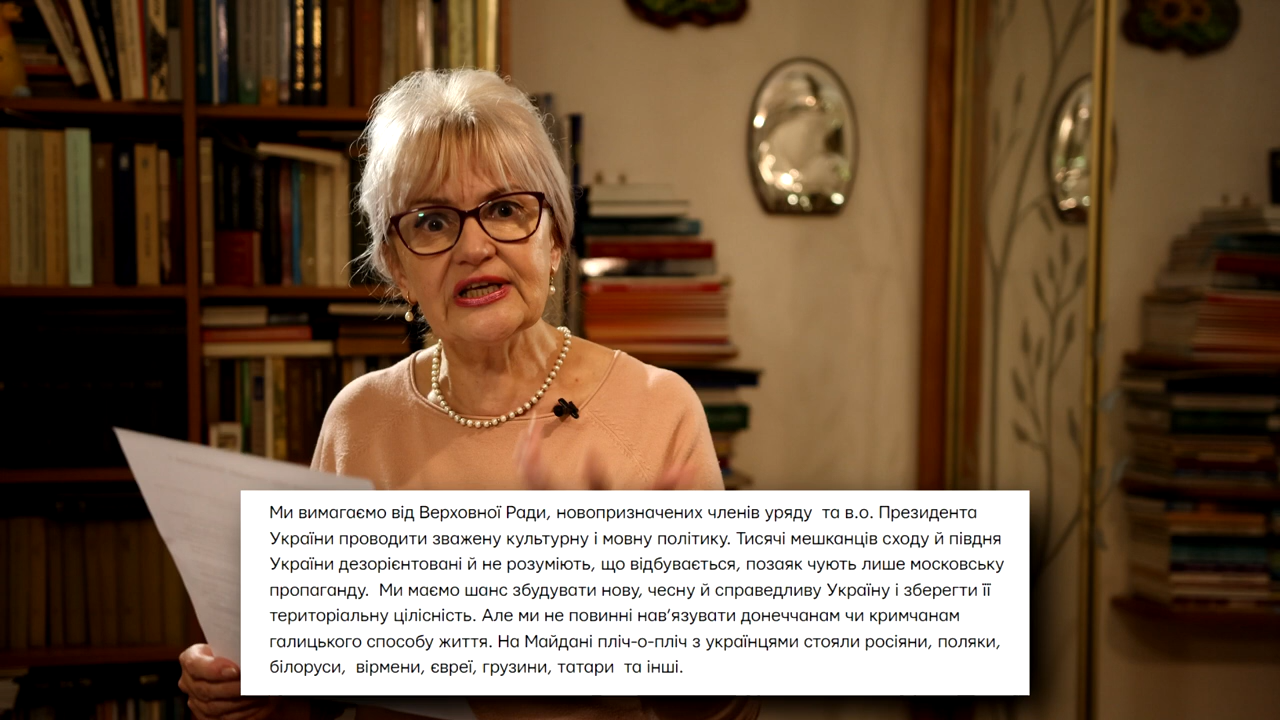 Ми вимагаємо від Верховної Ради, новопризначених членів уряду  та в.о. Президента
України проводити зважену культурну і мовну політику. Тисячі мешканців сходу й півдня
України дезорієнтовані й не розуміють, що відбувається, позаяк чують лише московську
пропаганду.  Ми маємо шанс збудувати нову, чесну й справедливу Україну і зберегти її
територіальну цілісність. Але ми не повинні нав’язувати донеччанам чи кримчанам
галицького способу життя. На Майдані пліч-о-пліч з українцями стояли росіяни, поляки,
білоруси,  вірмени, євреї, грузини, татари  та інші.